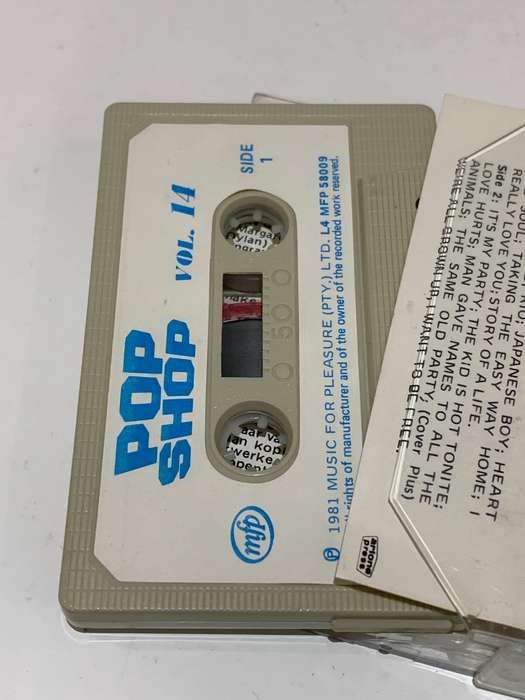 POP
SHOP
VOL. 14
SIDE
1
mfp
℗ 1981 MUSIC FOR PLEASURE (PTY.) LTD. L4 MFP 58009
rights of manufacturer and of the owner of the recorded work reserved.
50
SOUL; TAKING
JAPANESE BOY; HEART
REALLY LOVE YOU; THE EASY WAY HOME; I
Side 2: IT'S MY PARTY; STORY OF A LIFE.
LOVE HURTS; THE KID IS HOT TONITE;
ANIMALS; MAN GAVE NAMES TO ALL THE
THE SAME OLD PARTY. (Cover Plus)
WE'RE ALL GROWN UP, I WANT TO BE FREE.
artone
press